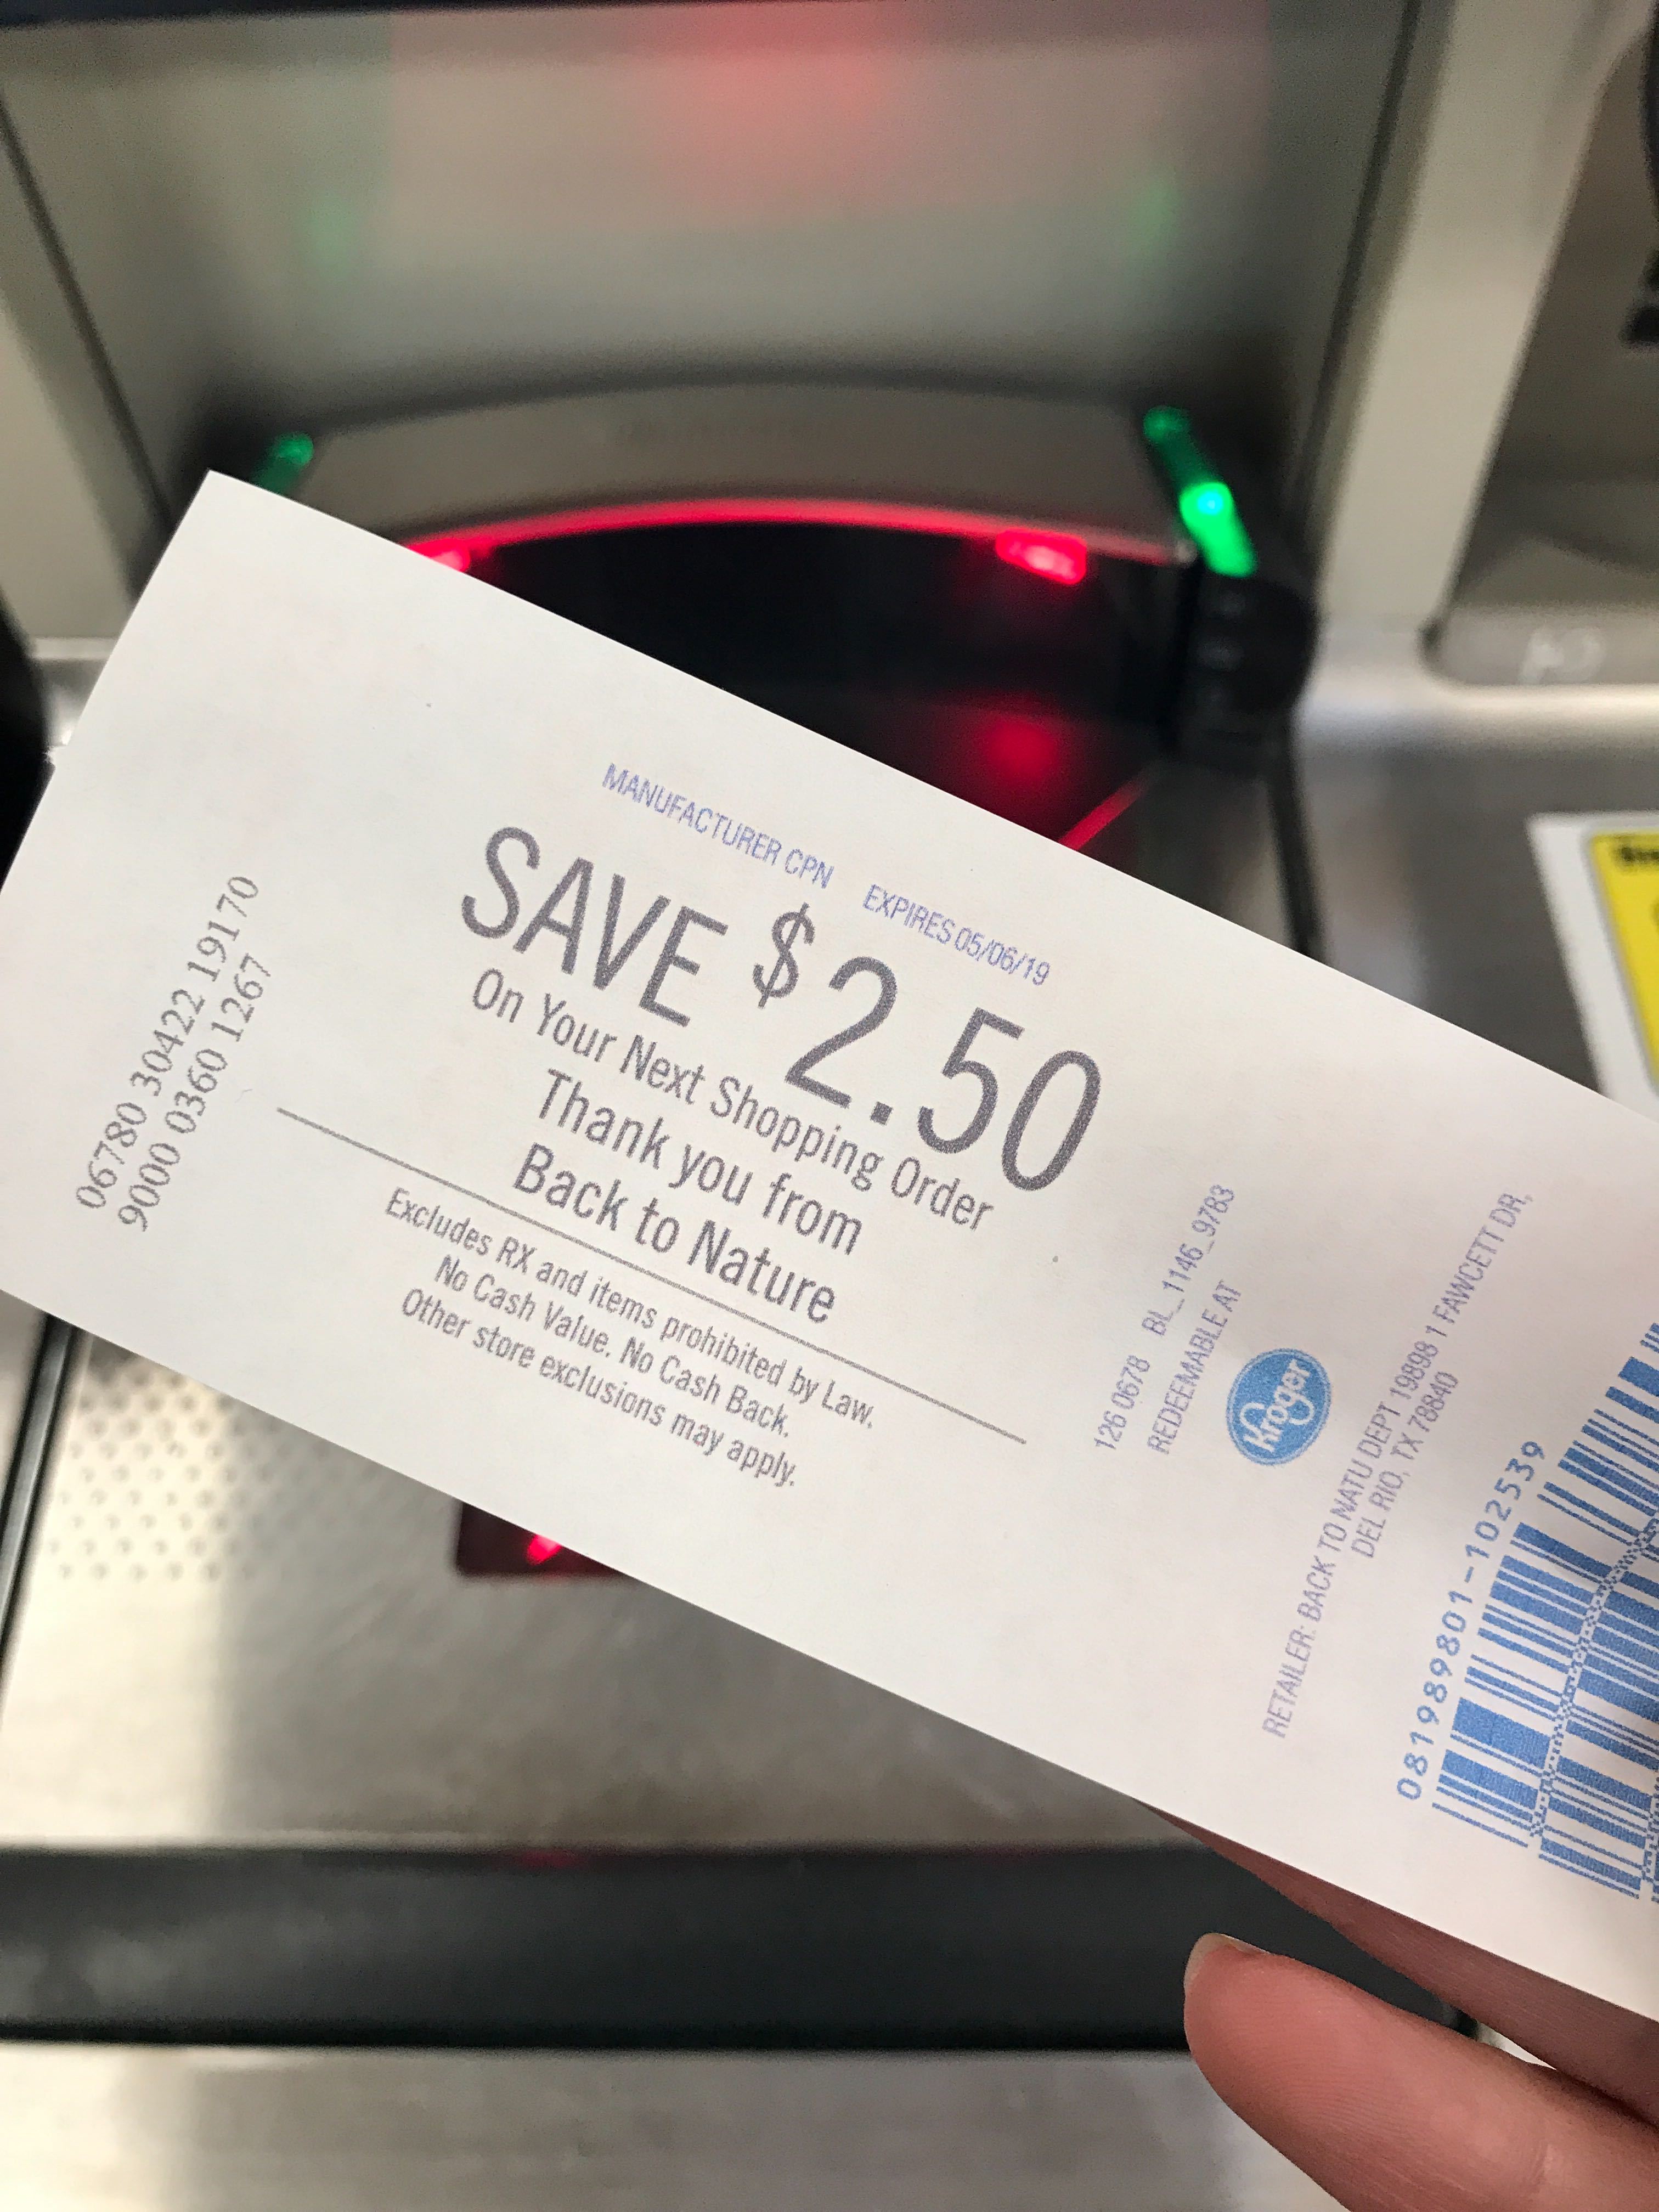 MANUFACTURER CPN EXPIRES 05/06/19
SAVE $2.50
On Your Next Shopping Order
Thank you from
Back to Nature
Excludes RX and items prohibited by Law.
No Cash Value. No Cash Back.
Other store exclusions may apply.
06780 30422 19170
9000 0360 1267
126 0678 BL_1146_9783
REDEEMABLE AT
Kroger
RETAILER: BACK TO NATU DEPT 19898 1 FAWCETT DR,
DEL RIO, TX 78840
081989801-102539